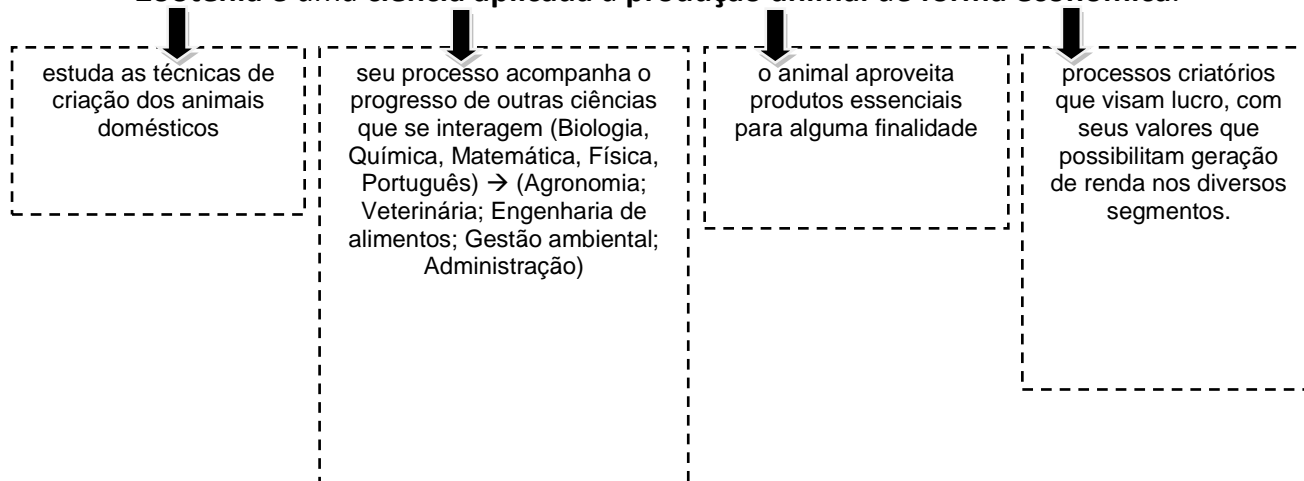 Zootenia é uma ciência aplicada à produção animal de forma econômica.
estuda as técnicas de
criação dos animais
domésticos
seu processo acompanha o
progresso de outras ciências
que se interagem (Biologia,
Química, Matemática, Física,
Português) → (Agronomia;
Veterinária; Engenharia de
alimentos; Gestão ambiental;
Administração)
o animal aproveita
produtos essenciais
para alguma finalidade
processos criatórios
que visam lucro, com
seus valores que
possibilitam geração
de renda nos diversos
segmentos.